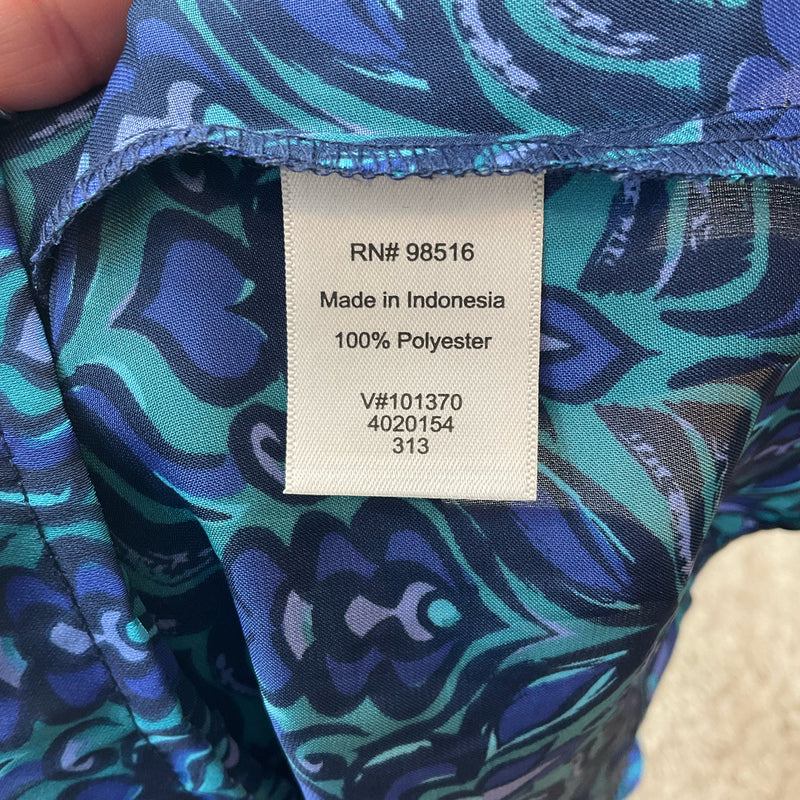 RN# 98516
Made in Indonesia
100% Polyester
V#101370
4020154
313